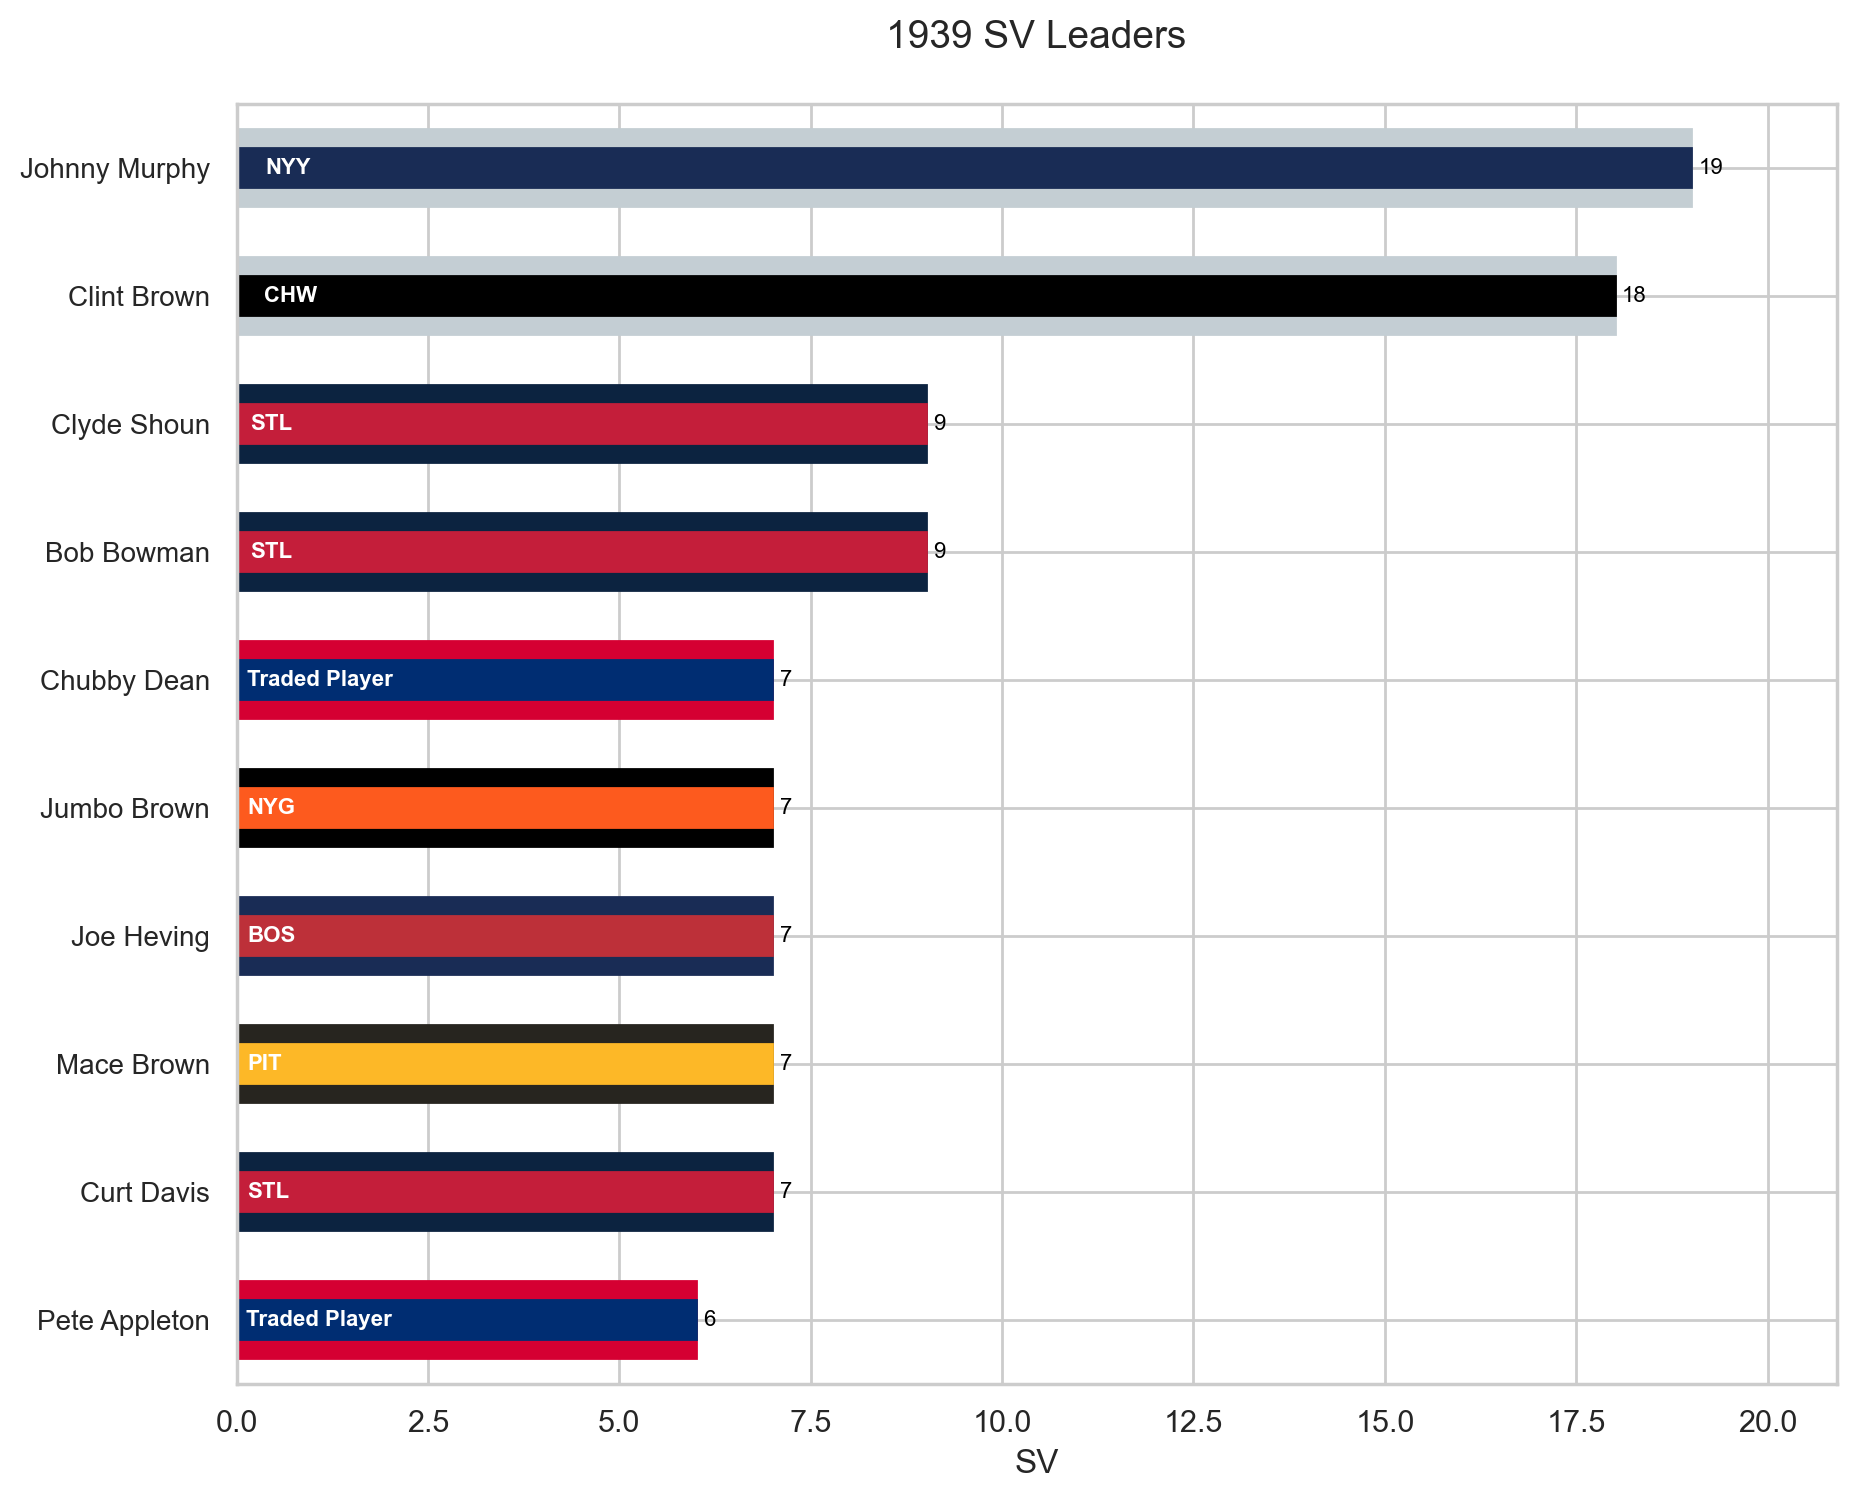 1939 SV Leaders
Johnny Murphy NYY 19
Clint Brown CHW 18
Clyde Shoun STL 9
Bob Bowman STL 9
Chubby Dean Traded Player 7
Jumbo Brown NYG 7
Joe Heving BOS 7
Mace Brown PIT 7
Curt Davis STL 7
Pete Appleton Traded Player 6
0.0 2.5 5.0 7.5 10.0 12.5 15.0 17.5 20.0
SV